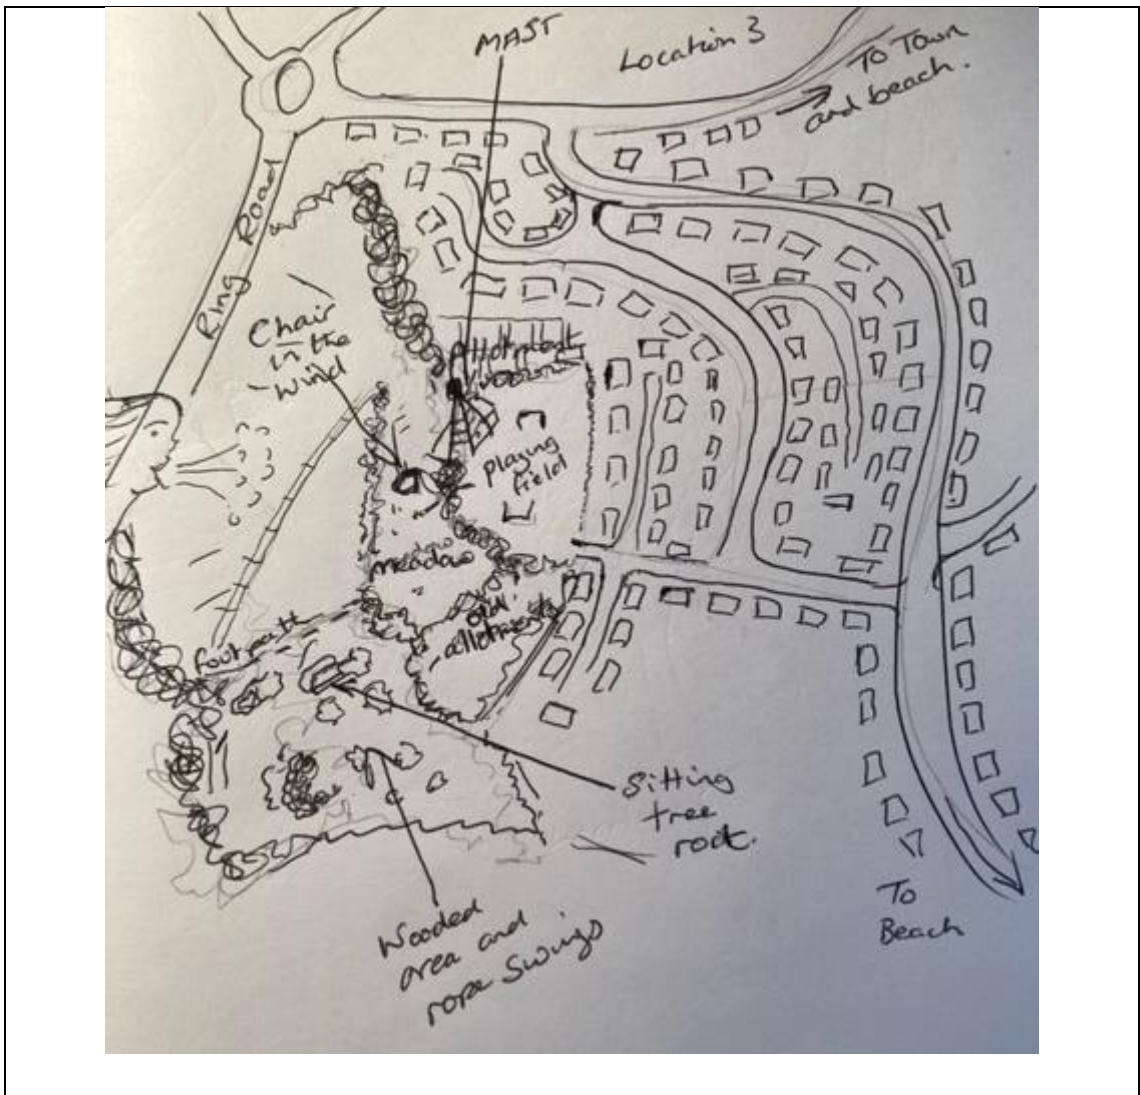 MAST
Location 3
To Town
and beach.
Ring Road
Chair
in the
wind
Allotment
playing
field
meadow
old
allotments
footpath
Sitting
tree
root.
Wooded
area and
rope swings
To
Beach